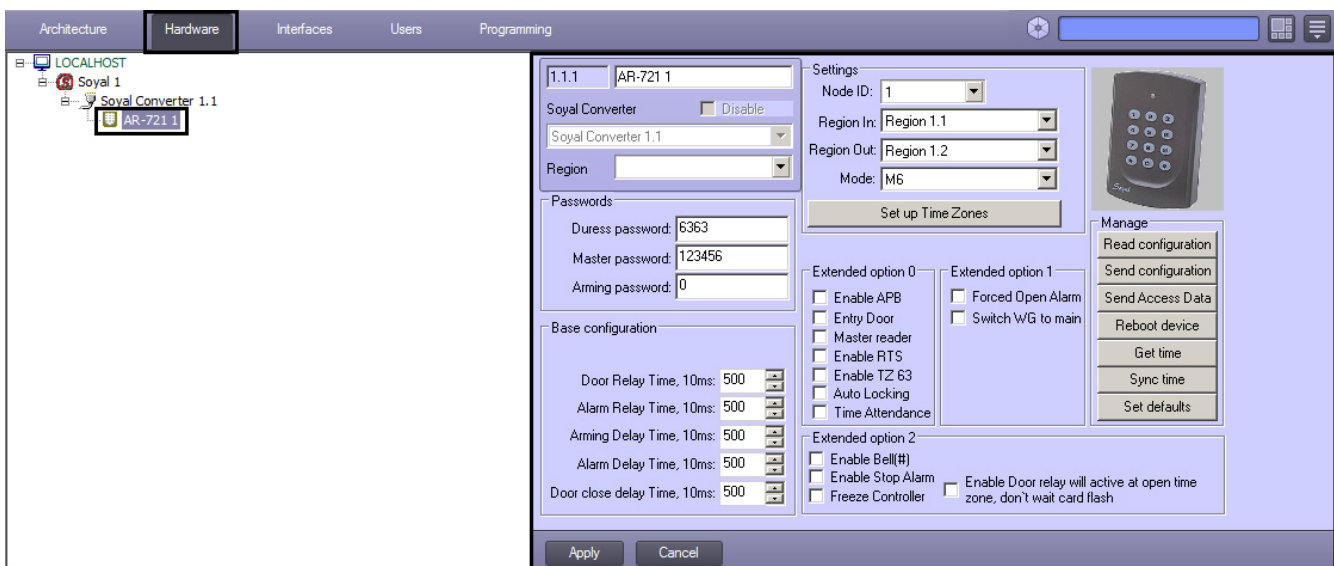 Architecture Hardware Interfaces Users Programming
LOCALHOST
Soyal 1
Soyal Converter 1.1
AR-721 1
1.1.1 AR-721 1
Soyal Converter Disable
Soyal Converter 1.1
Region
Passwords
Duress password: 6363
Master password: 123456
Arming password: 0
Base configuration
Door Relay Time, 10ms: 500
Alarm Relay Time, 10ms: 500
Arming Delay Time, 10ms: 500
Alarm Delay Time, 10ms: 500
Door close delay Time, 10ms: 500
Settings
Node ID: 1
Region In: Region 1.1
Region Out: Region 1.2
Mode: M6
Set up Time Zones
Extended option 0
Enable APB
Entry Door
Master reader
Enable RTS
Enable TZ 63
Auto Locking
Time Attendance
Extended option 1
Forced Open Alarm
Switch WG to main
Extended option 2
Enable Bell(#)
Enable Stop Alarm
Freeze Controller
Enable Door relay will active at open time
zone, don`t wait card flash
Soyal
Manage
Read configuration
Send configuration
Send Access Data
Reboot device
Get time
Sync time
Set defaults
Apply Cancel